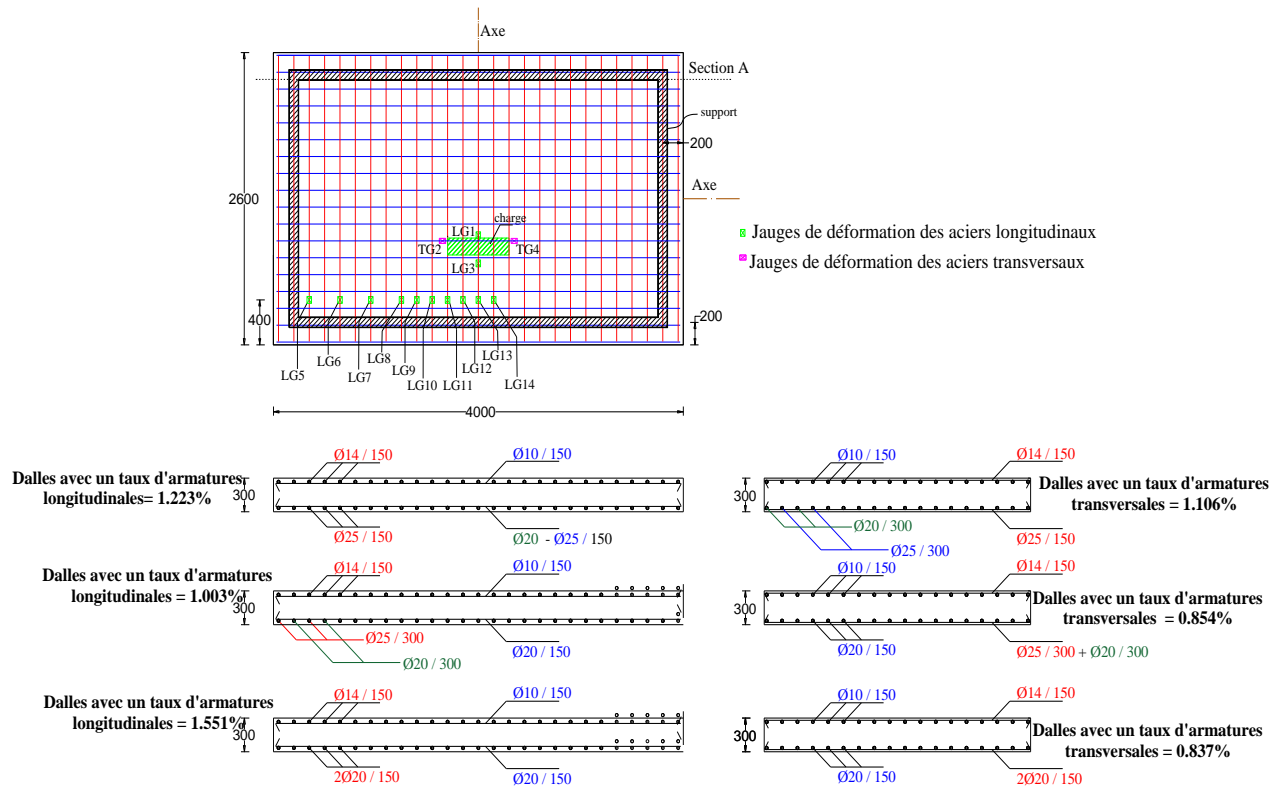 Axe
Section A
support
200
2600
Axe
charge
LG1
TG2
TG4
LG3
Jauges de déformation des aciers longitudinaux
Jauges de déformation des aciers transversaux
400
200
LG5
LG6
LG7
LG8
LG9
LG10
LG11
LG12
LG13
LG14
4000
Dalles avec un taux d'armatures
longitudinales= 1.223%
300
Ø14 / 150
Ø10 / 150
Ø25 / 150
Ø20 - Ø25 / 150
300
Ø10 / 150
Ø14 / 150
Ø20 / 300
Ø25 / 300
Ø25 / 150
Dalles avec un taux d'armatures
transversales = 1.106%
Dalles avec un taux d'armatures
longitudinales = 1.003%
300
Ø14 / 150
Ø10 / 150
Ø25 / 300
Ø20 / 300
Ø20 / 150
300
Ø10 / 150
Ø14 / 150
Ø20 / 150
Ø25 / 300 + Ø20 / 300
Dalles avec un taux d'armatures
transversales = 0.854%
Dalles avec un taux d'armatures
longitudinales = 1.551%
300
Ø14 / 150
Ø10 / 150
2Ø20 / 150
Ø20 / 150
300
Ø10 / 150
Ø14 / 150
Ø20 / 150
2Ø20 / 150
Dalles avec un taux d'armatures
transversales = 0.837%